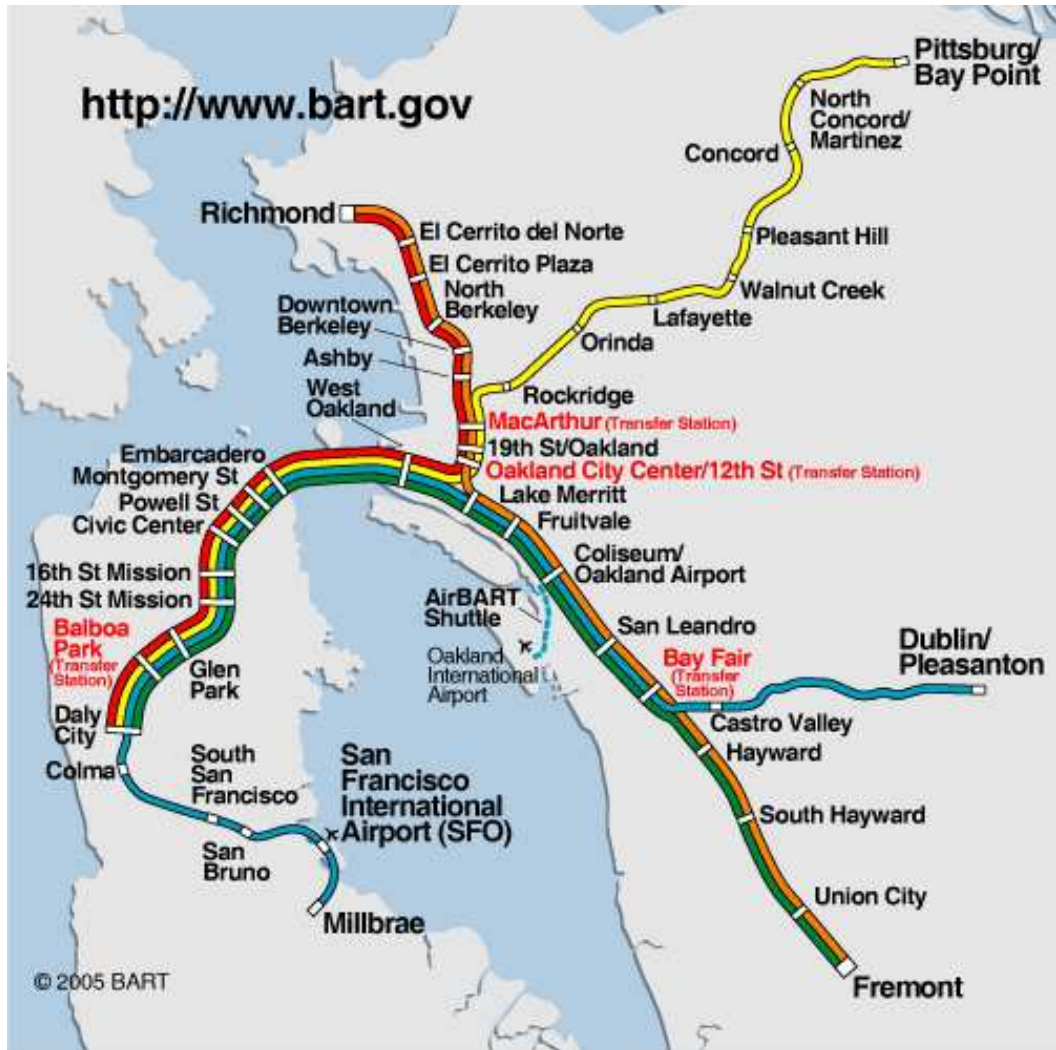 http://www.bart.gov
Pittsburg/
Bay Point
North
Concord/
Martinez
Concord
Pleasant Hill
Walnut Creek
Lafayette
Orinda
Rockridge
Richmond
El Cerrito del Norte
El Cerrito Plaza
North
Berkeley
Downtown
Berkeley
Ashby
West
Oakland
MacArthur (Transfer Station)
19th St/Oakland
Oakland City Center/12th St (Transfer Station)
Lake Merritt
Fruitvale
Coliseum/
Oakland Airport
Embarcadero
Montgomery St
Powell St
Civic Center
16th St Mission
24th St Mission
Balboa
Park
(Transfer
Station)
Glen
Park
Daly
City
Colma
South
San
Francisco
San
Bruno
San
Francisco
International
Airport (SFO)
Millbrae
AirBART
Shuttle
Oakland
International
Airport
San Leandro
Bay Fair
(Transfer
Station)
Dublin/
Pleasanton
Castro Valley
Hayward
South Hayward
Union City
Fremont
© 2005 BART